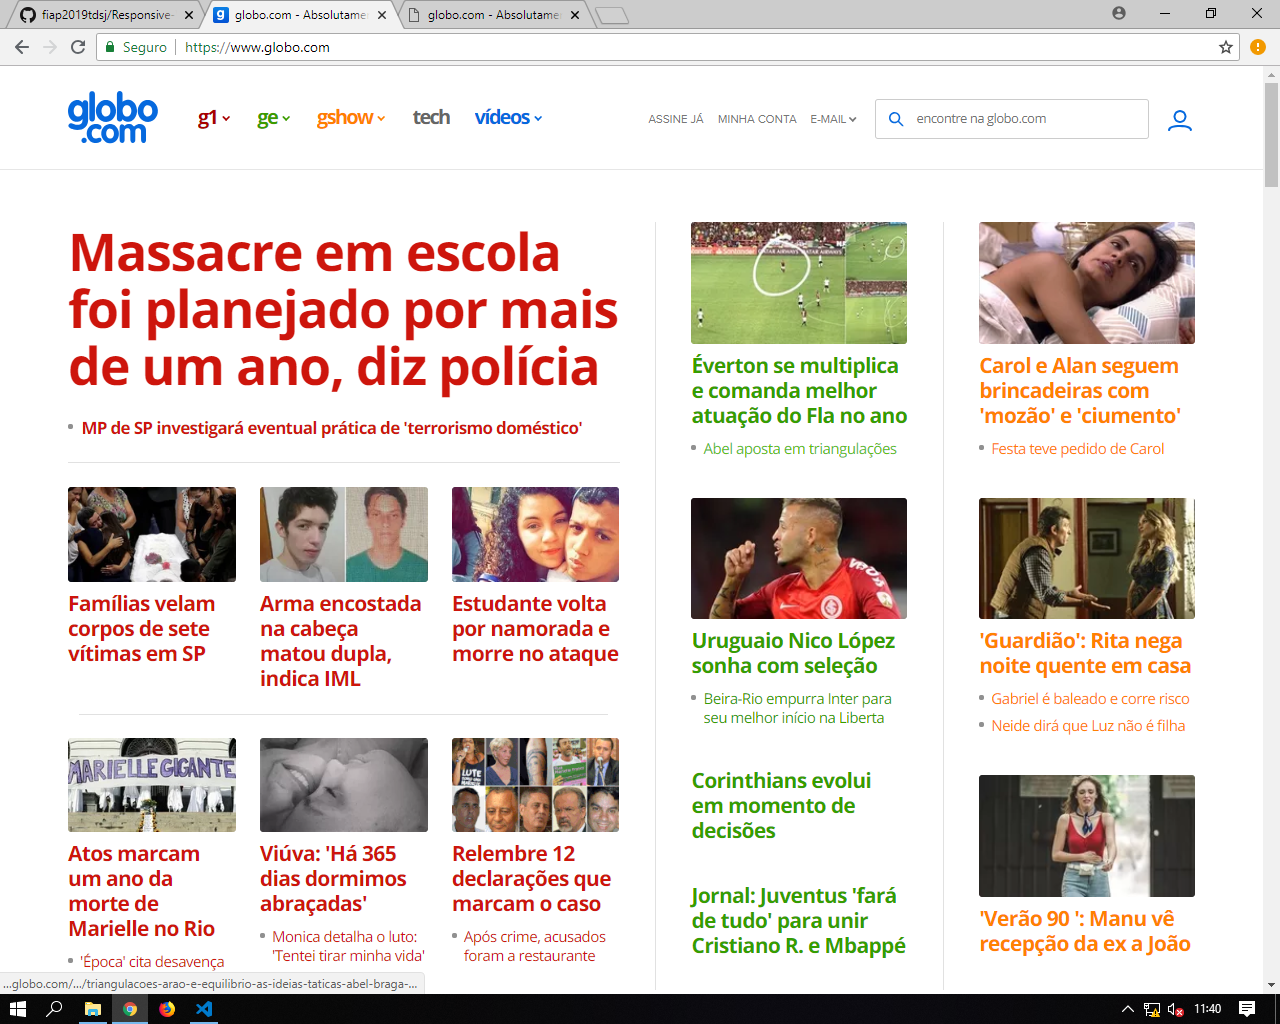 fiap2019tdsj/Responsive-
globo.com - Absolutame
globo.com - Absolutame
Seguro
https://www.globo.com
globo
.com
g1
ge
gshow
tech
vídeos
ASSINE JÁ
MINHA CONTA
E-MAIL
encontre na globo.com
Massacre em escola
foi planejado por mais
de um ano, diz polícia
MP de SP investigará eventual prática de 'terrorismo doméstico'
Famílias velam
corpos de sete
vítimas em SP
Arma encostada
na cabeça
matou dupla,
indica IML
Estudante volta
por namorada e
morre no ataque
MARIELLE GIGANTE
Atos marcam
um ano da
morte de
Marielle no Rio
'Época' cita desavença
Viúva: 'Há 365
dias dormimos
abraçadas'
Monica detalha o luto:
'Tentei tirar minha vida'
LUTE
Relembre 12
declarações que
marcam o caso
Após crime, acusados
foram a restaurante
QATAR AIRWAYS
Éverton se multiplica
e comanda melhor
atuação do Fla no ano
Abel aposta em triangulações
Uruguaio Nico López
sonha com seleção
Beira-Rio empurra Inter para
seu melhor início na Liberta
Corinthians evolui
em momento de
decisões
Jornal: Juventus 'fará
de tudo' para unir
Cristiano R. e Mbappé
Carol e Alan seguem
brincadeiras com
'mozão' e 'ciumento'
Festa teve pedido de Carol
'Guardião': Rita nega
noite quente em casa
Gabriel é baleado e corre risco
Neide dirá que Luz não é filha
'Verão 90 ': Manu vê
recepção da ex a João
...globo.com/.../triangulacoes-arao-e-equilibrio-as-ideias-taticas-abel-braga-...
11:40